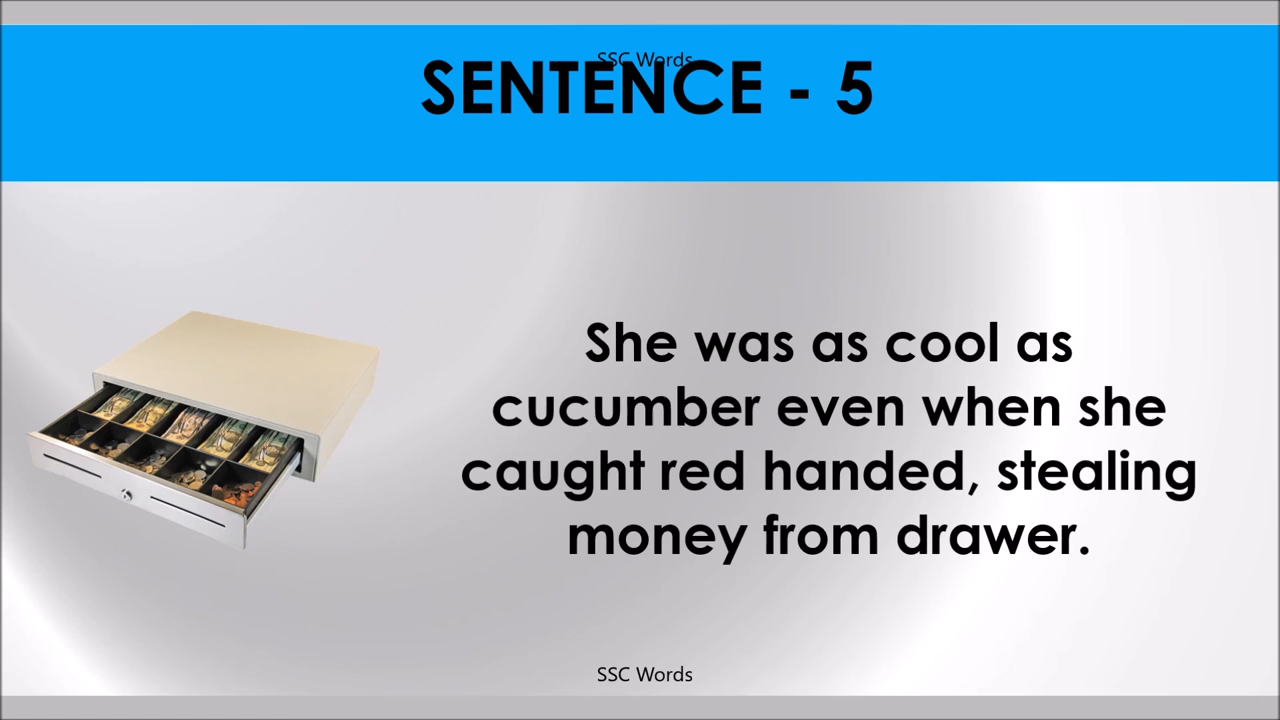 SSC Words
SENTENCE - 5
She was as cool as
cucumber even when she
caught red handed, stealing
money from drawer.
SSC Words